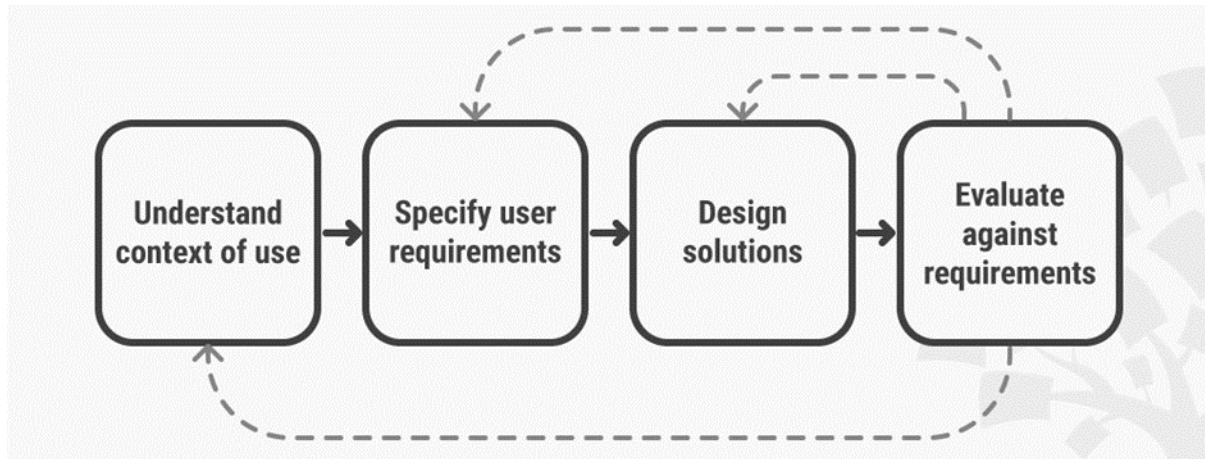 Understand
context of use
Specify user
requirements
Design
solutions
Evaluate
against
requirements